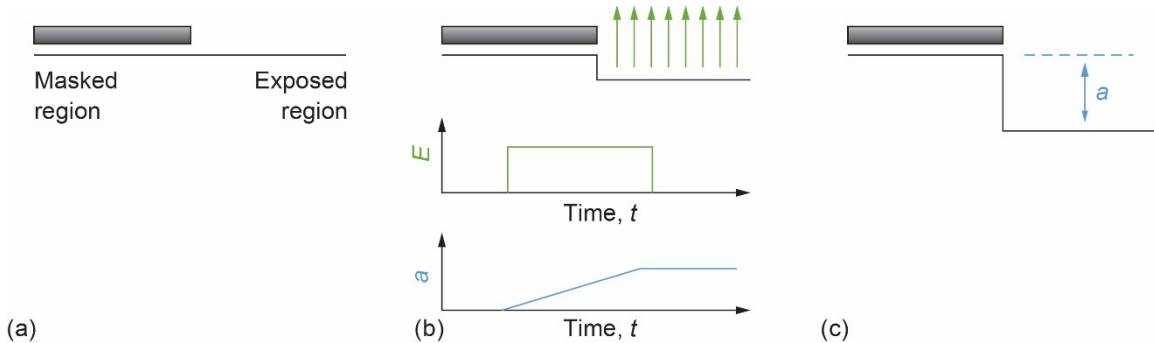 Masked
region
Exposed
region
(a)
E
Time, t
a
Time, t
(b)
a
(c)